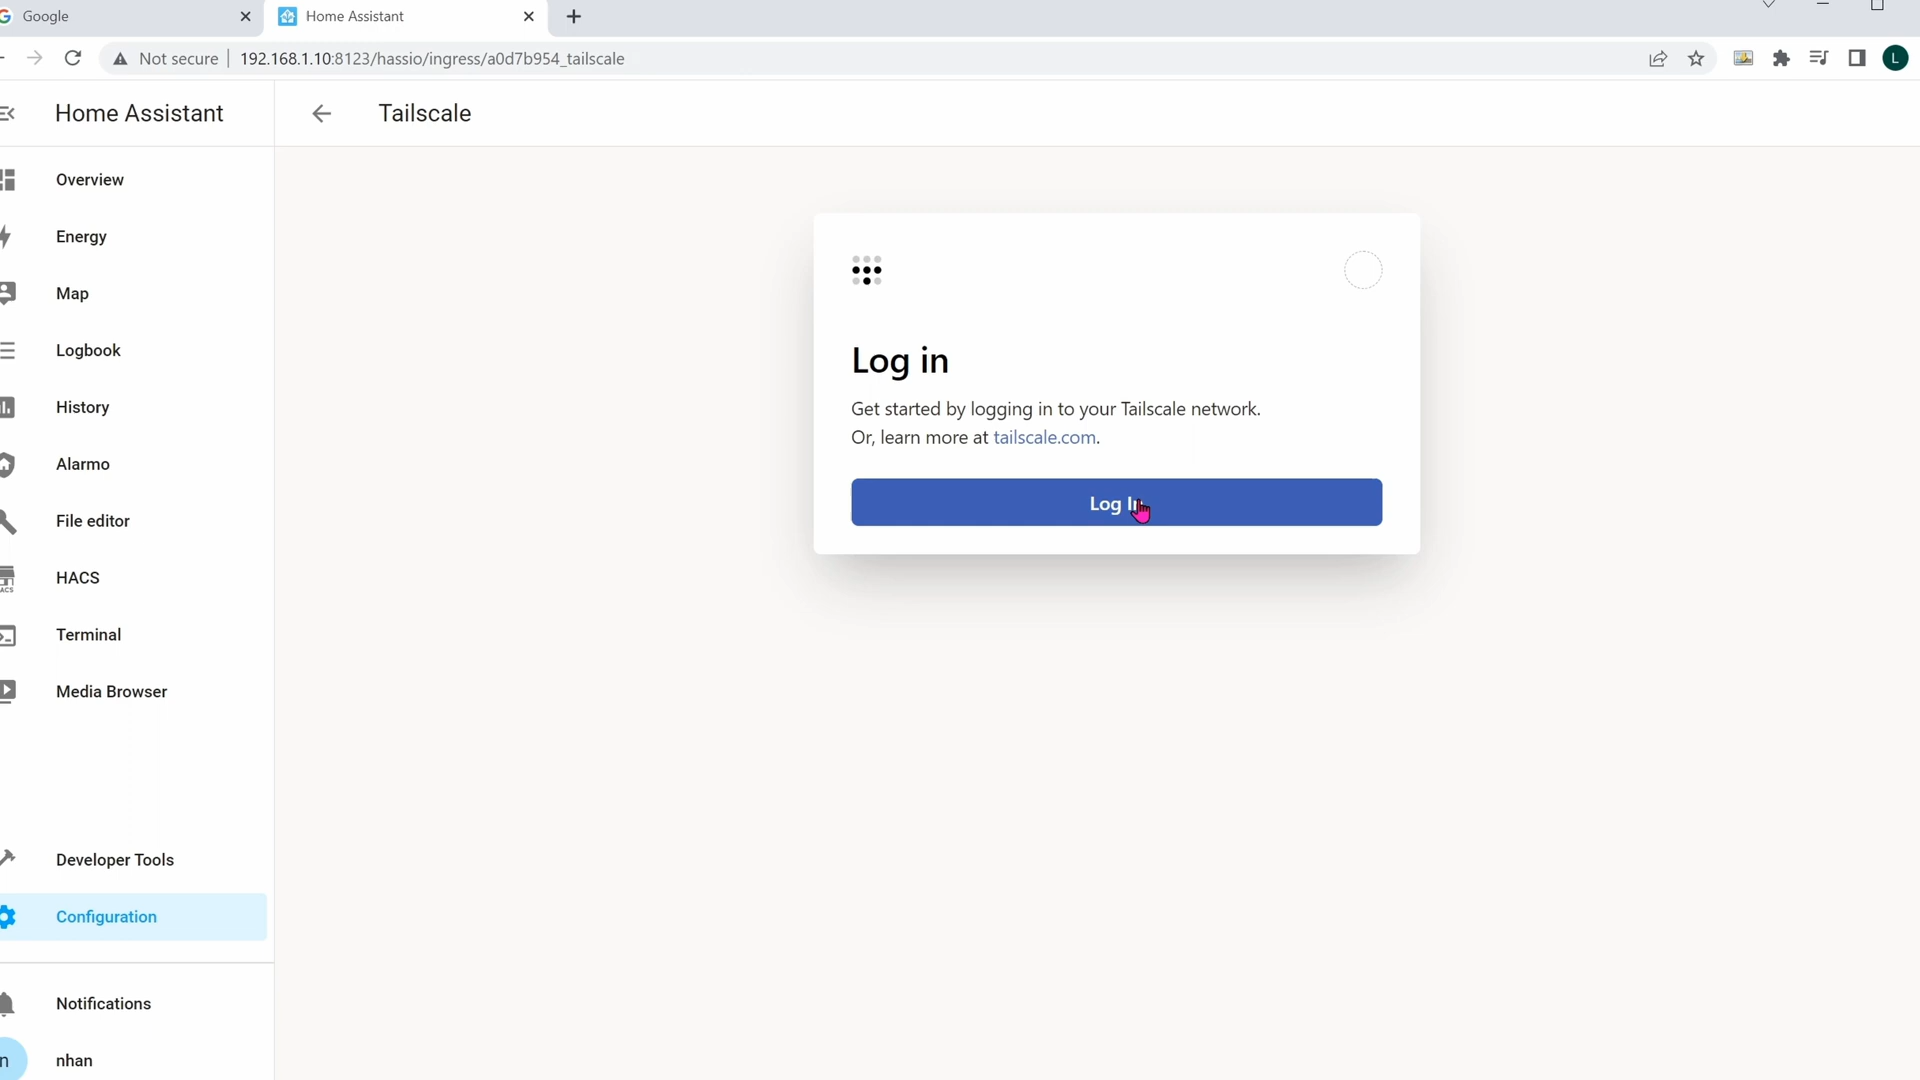 Google
Home Assistant
Not secure
192.168.1.10:8123/hassio/ingress/a0d7b954_tailscale
L
Home Assistant
Tailscale
Overview
Energy
Map
Logbook
History
Alarmo
File editor
HACS
HACS
Terminal
Media Browser
Developer Tools
Configuration
Notifications
n
nhan
Log in
Get started by logging in to your Tailscale network.
Or, learn more at tailscale.com.
Log In